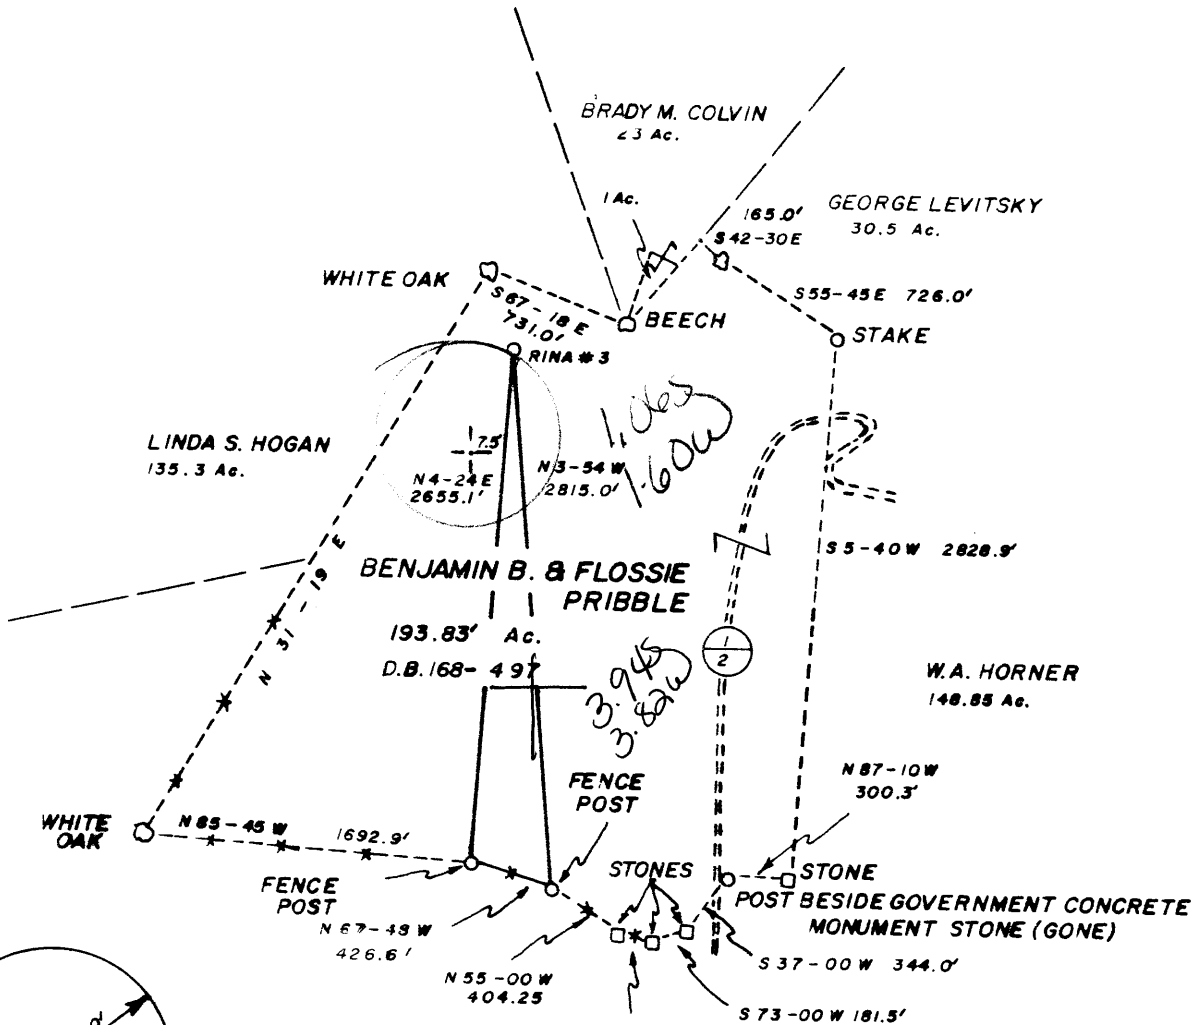 BRADY M. COLVIN
23 Ac.
1 Ac.
165.0'
S 42-30 E
GEORGE LEVITSKY
30.5 Ac.
WHITE OAK
S 67-18 E
731.0'
BEECH
S 55-45 E 726.0'
STAKE
RINA # 3
1.06 S
1.60 W
LINDA S. HOGAN
135.3 Ac.
7.5'
N 4-24 E
2655.1'
N 3-54 W
2815.0'
S 5-40 W 2828.9'
N 31-19 E
BENJAMIN B. & FLOSSIE
PRIBBLE
193.83' Ac.
D.B. 168-497
3.94 S
3.82 W
1
2
W.A. HORNER
148.85 Ac.
N 87-10 W
300.3'
FENCE
POST
WHITE
OAK
N 85-45 W
1692.9'
FENCE
POST
STONES
STONE
POST BESIDE GOVERNMENT CONCRETE
MONUMENT STONE (GONE)
N 67-48 W
426.6'
N 55-00 W
404.25
S 37-00 W 344.0'
S 73-00 W 181.5'